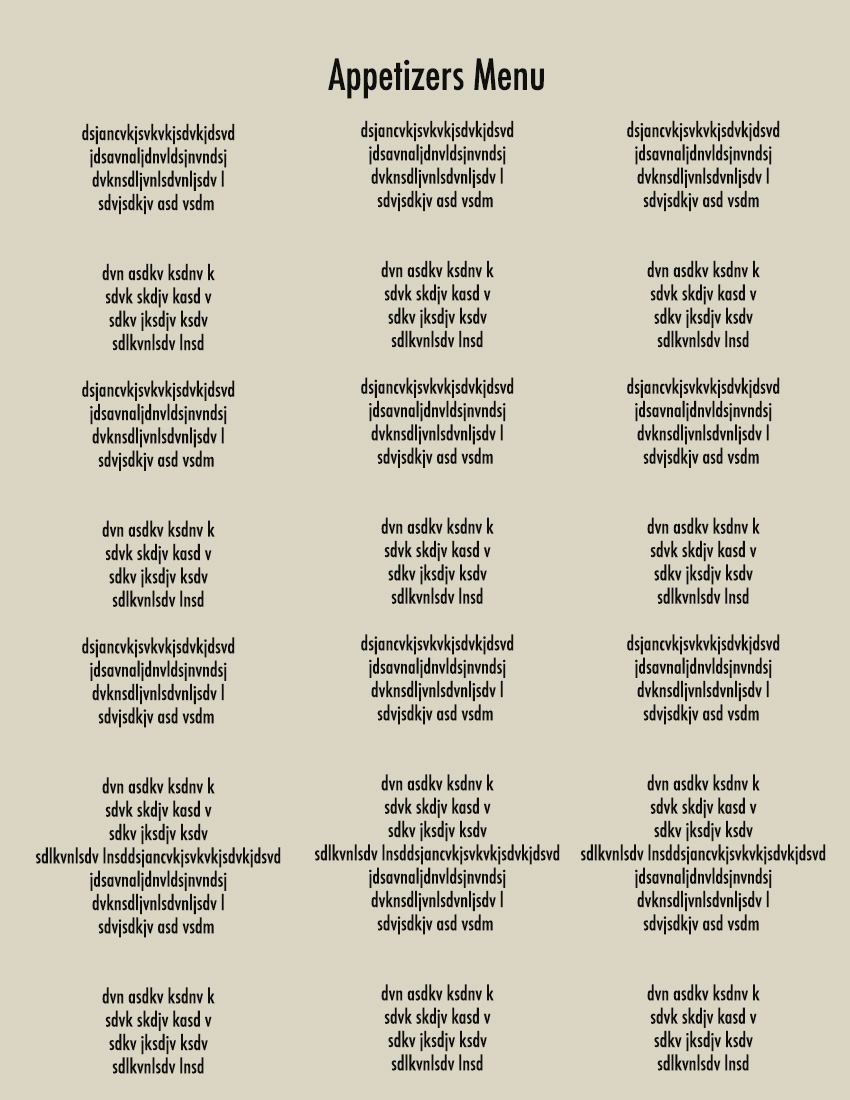 Appetizers Menu
dsjancvkjsvkvkjsdvkjdsvd
jdsavnaljdnvldsjnvndsj
dvknsdljvnlsdvnljsdv l
sdvjsdkjv asd vsdm
dvn asdkv ksdnv k
sdvk skdjv kasd v
sdkv jksdjv ksdv
sdlkvnlsdv lnsd
dsjancvkjsvkvkjsdvkjdsvd
jdsavnaljdnvldsjnvndsj
dvknsdljvnlsdvnljsdv l
sdvjsdkjv asd vsdm
dvn asdkv ksdnv k
sdvk skdjv kasd v
sdkv jksdjv ksdv
sdlkvnlsdv lnsd
dsjancvkjsvkvkjsdvkjdsvd
jdsavnaljdnvldsjnvndsj
dvknsdljvnlsdvnljsdv l
sdvjsdkjv asd vsdm
dvn asdkv ksdnv k
sdvk skdjv kasd v
sdkv jksdjv ksdv
sdlkvnlsdv lnsddsjancvkjsvkvkjsdvkjdsvd
jdsavnaljdnvldsjnvndsj
dvknsdljvnlsdvnljsdv l
sdvjsdkjv asd vsdm
dvn asdkv ksdnv k
sdvk skdjv kasd v
sdkv jksdjv ksdv
sdlkvnlsdv lnsd
dsjancvkjsvkvkjsdvkjdsvd
jdsavnaljdnvldsjnvndsj
dvknsdljvnlsdvnljsdv l
sdvjsdkjv asd vsdm
dvn asdkv ksdnv k
sdvk skdjv kasd v
sdkv jksdjv ksdv
sdlkvnlsdv lnsd
dsjancvkjsvkvkjsdvkjdsvd
jdsavnaljdnvldsjnvndsj
dvknsdljvnlsdvnljsdv l
sdvjsdkjv asd vsdm
dvn asdkv ksdnv k
sdvk skdjv kasd v
sdkv jksdjv ksdv
sdlkvnlsdv lnsd
dsjancvkjsvkvkjsdvkjdsvd
jdsavnaljdnvldsjnvndsj
dvknsdljvnlsdvnljsdv l
sdvjsdkjv asd vsdm
dvn asdkv ksdnv k
sdvk skdjv kasd v
sdkv jksdjv ksdv
sdlkvnlsdv lnsddsjancvkjsvkvkjsdvkjdsvd
jdsavnaljdnvldsjnvndsj
dvknsdljvnlsdvnljsdv l
sdvjsdkjv asd vsdm
dvn asdkv ksdnv k
sdvk skdjv kasd v
sdkv jksdjv ksdv
sdlkvnlsdv lnsd
dsjancvkjsvkvkjsdvkjdsvd
jdsavnaljdnvldsjnvndsj
dvknsdljvnlsdvnljsdv l
sdvjsdkjv asd vsdm
dvn asdkv ksdnv k
sdvk skdjv kasd v
sdkv jksdjv ksdv
sdlkvnlsdv lnsd
dsjancvkjsvkvkjsdvkjdsvd
jdsavnaljdnvldsjnvndsj
dvknsdljvnlsdvnljsdv l
sdvjsdkjv asd vsdm
dvn asdkv ksdnv k
sdvk skdjv kasd v
sdkv jksdjv ksdv
sdlkvnlsdv lnsd
dsjancvkjsvkvkjsdvkjdsvd
jdsavnaljdnvldsjnvndsj
dvknsdljvnlsdvnljsdv l
sdvjsdkjv asd vsdm
dvn asdkv ksdnv k
sdvk skdjv kasd v
sdkv jksdjv ksdv
sdlkvnlsdv lnsddsjancvkjsvkvkjsdvkjdsvd
jdsavnaljdnvldsjnvndsj
dvknsdljvnlsdvnljsdv l
sdvjsdkjv asd vsdm
dvn asdkv ksdnv k
sdvk skdjv kasd v
sdkv jksdjv ksdv
sdlkvnlsdv lnsd